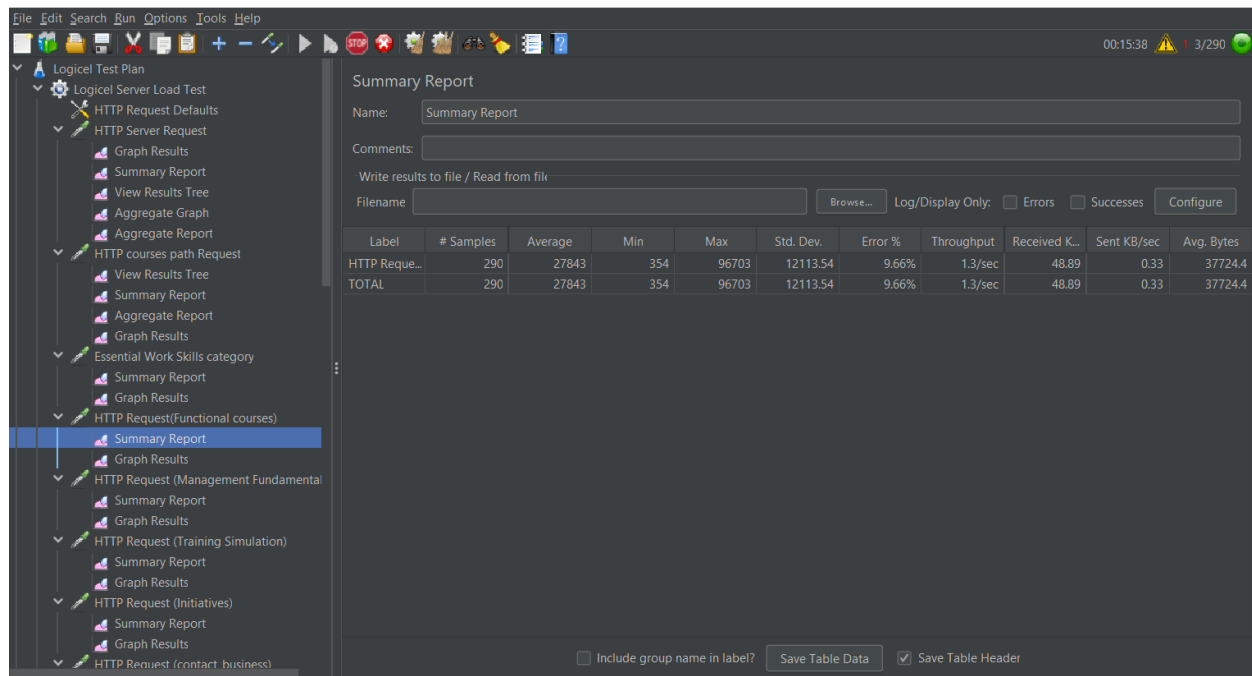 File Edit Search Run Options Tools Help
STOP
00:15:38 ! 3/290
Logicel Test Plan
Logicel Server Load Test
HTTP Request Defaults
HTTP Server Request
Graph Results
Summary Report
View Results Tree
Aggregate Graph
Aggregate Report
HTTP courses path Request
View Results Tree
Summary Report
Aggregate Report
Graph Results
Essential Work Skills category
Summary Report
Graph Results
HTTP Request(Functional courses)
Summary Report
Graph Results
HTTP Request (Management Fundamental
Summary Report
Graph Results
HTTP Request (Training Simulation)
Summary Report
Graph Results
HTTP Request (Initiatives)
Summary Report
Graph Results
HTTP Request (contact_business)
Summary Report
Name: Summary Report
Comments:
Write results to file / Read from file
Filename Browse... Log/Display Only: Errors Successes Configure
Label # Samples Average Min Max Std. Dev. Error % Throughput Received K... Sent KB/sec Avg. Bytes
HTTP Reque... 290 27843 354 96703 12113.54 9.66% 1.3/sec 48.89 0.33 37724.4
TOTAL 290 27843 354 96703 12113.54 9.66% 1.3/sec 48.89 0.33 37724.4
Include group name in label? Save Table Data Save Table Header